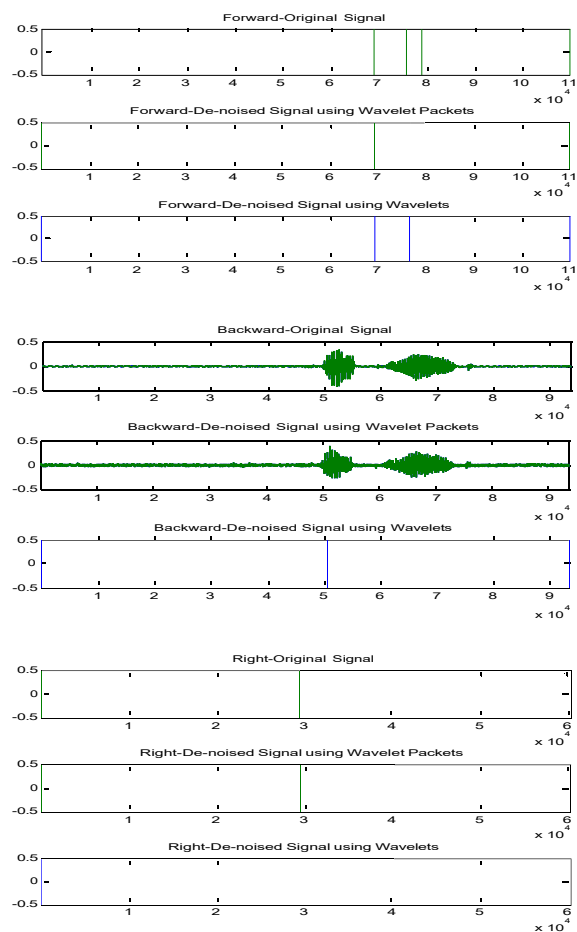 Forward-Original Signal
0.5
0
-0.5
1 2 3 4 5 6 7 8 9 10 11
x 10^4
Forward-De-noised Signal using Wavelet Packets
0.5
0
-0.5
1 2 3 4 5 6 7 8 9 10 11
x 10^4
Forward-De-noised Signal using Wavelets
0.5
0
-0.5
1 2 3 4 5 6 7 8 9 10 11
x 10^4
Backward-Original Signal
0.5
0
-0.5
1 2 3 4 5 6 7 8 9
x 10^4
Backward-De-noised Signal using Wavelet Packets
0.5
0
-0.5
1 2 3 4 5 6 7 8 9
x 10^4
Backward-De-noised Signal using Wavelets
0.5
0
-0.5
1 2 3 4 5 6 7 8 9
x 10^4
Right-Original Signal
0.5
0
-0.5
1 2 3 4 5 6
x 10^4
Right-De-noised Signal using Wavelet Packets
0.5
0
-0.5
1 2 3 4 5 6
x 10^4
Right-De-noised Signal using Wavelets
0.5
0
-0.5
1 2 3 4 5 6
x 10^4